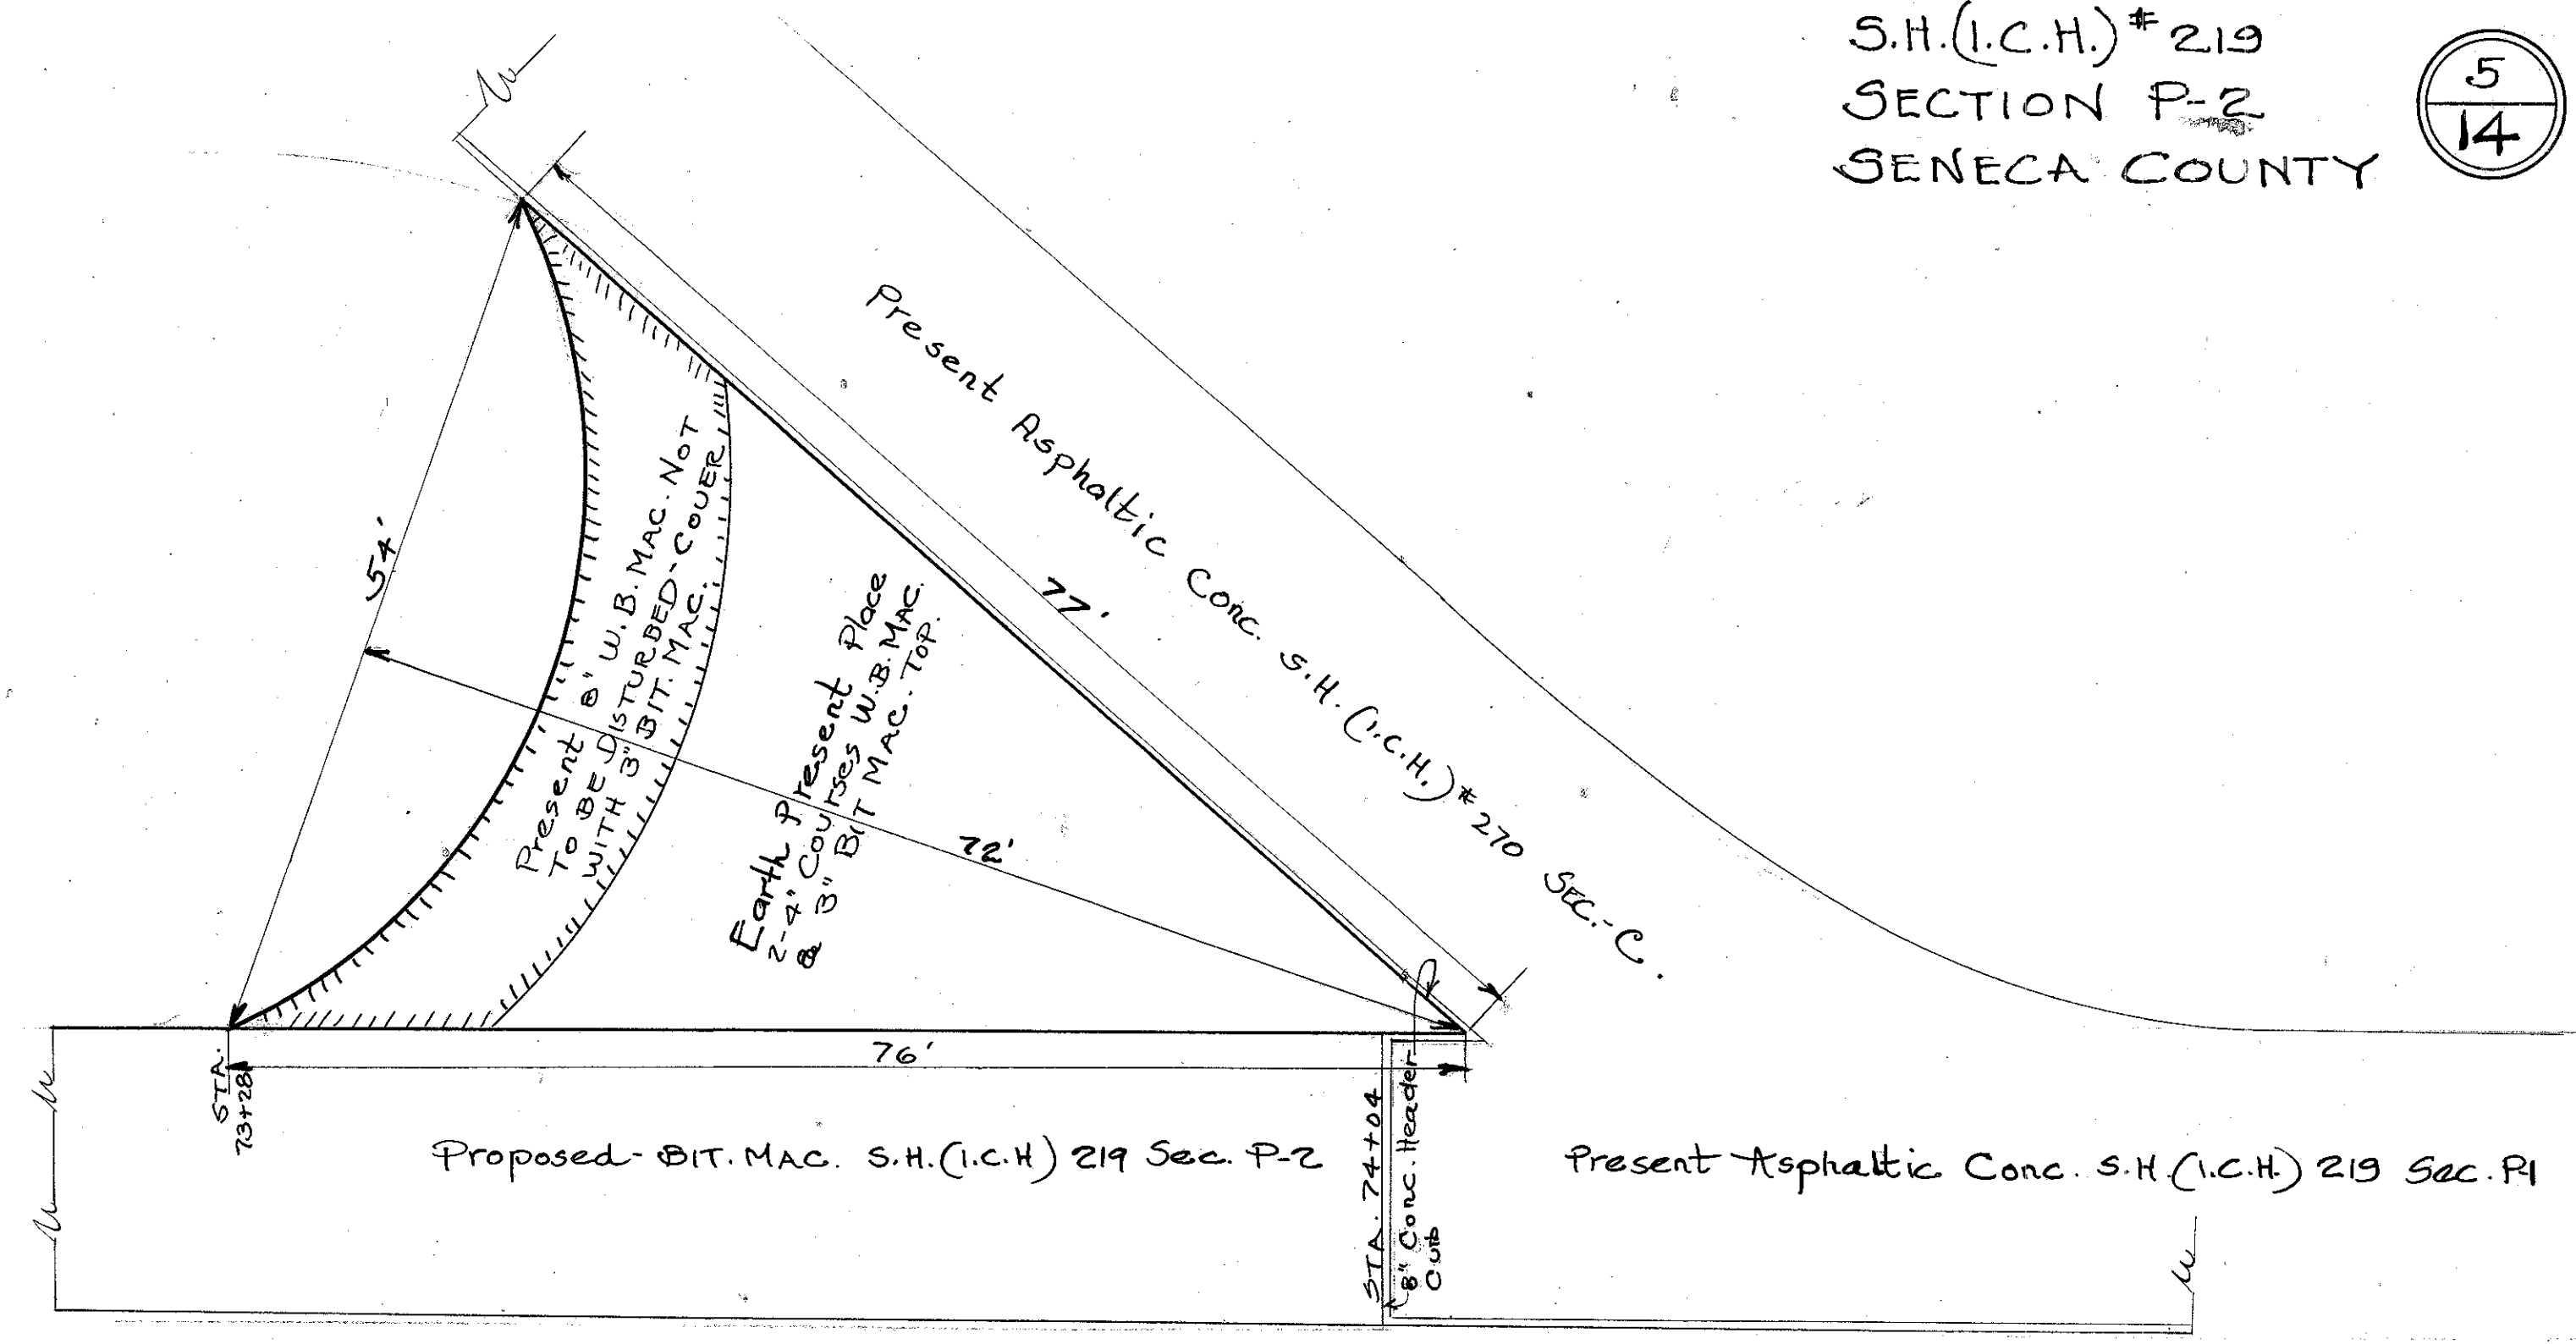 S.H.(I.C.H.) # 219
SECTION P-2
SENECA COUNTY
5
14
Present Asphaltic Conc. S.H. (I.C.H.) # 270 SEC.-C.
77'
54'
Present 8" W.B. MAC. NOT
TO BE DISTURBED-COVER
WITH 3" BIT. MAC.
Earth Present Place
2-4" Courses W.B. MAC.
& 3" BIT MAC. TOP.
72'
76'
STA.
73+28
STA. 74+04
8" Conc. Header
Curb
Proposed- BIT. MAC. S.H.(I.C.H) 219 Sec. P-2
Present Asphaltic Conc. S.H.(I.C.H.) 219 Sec. P-1